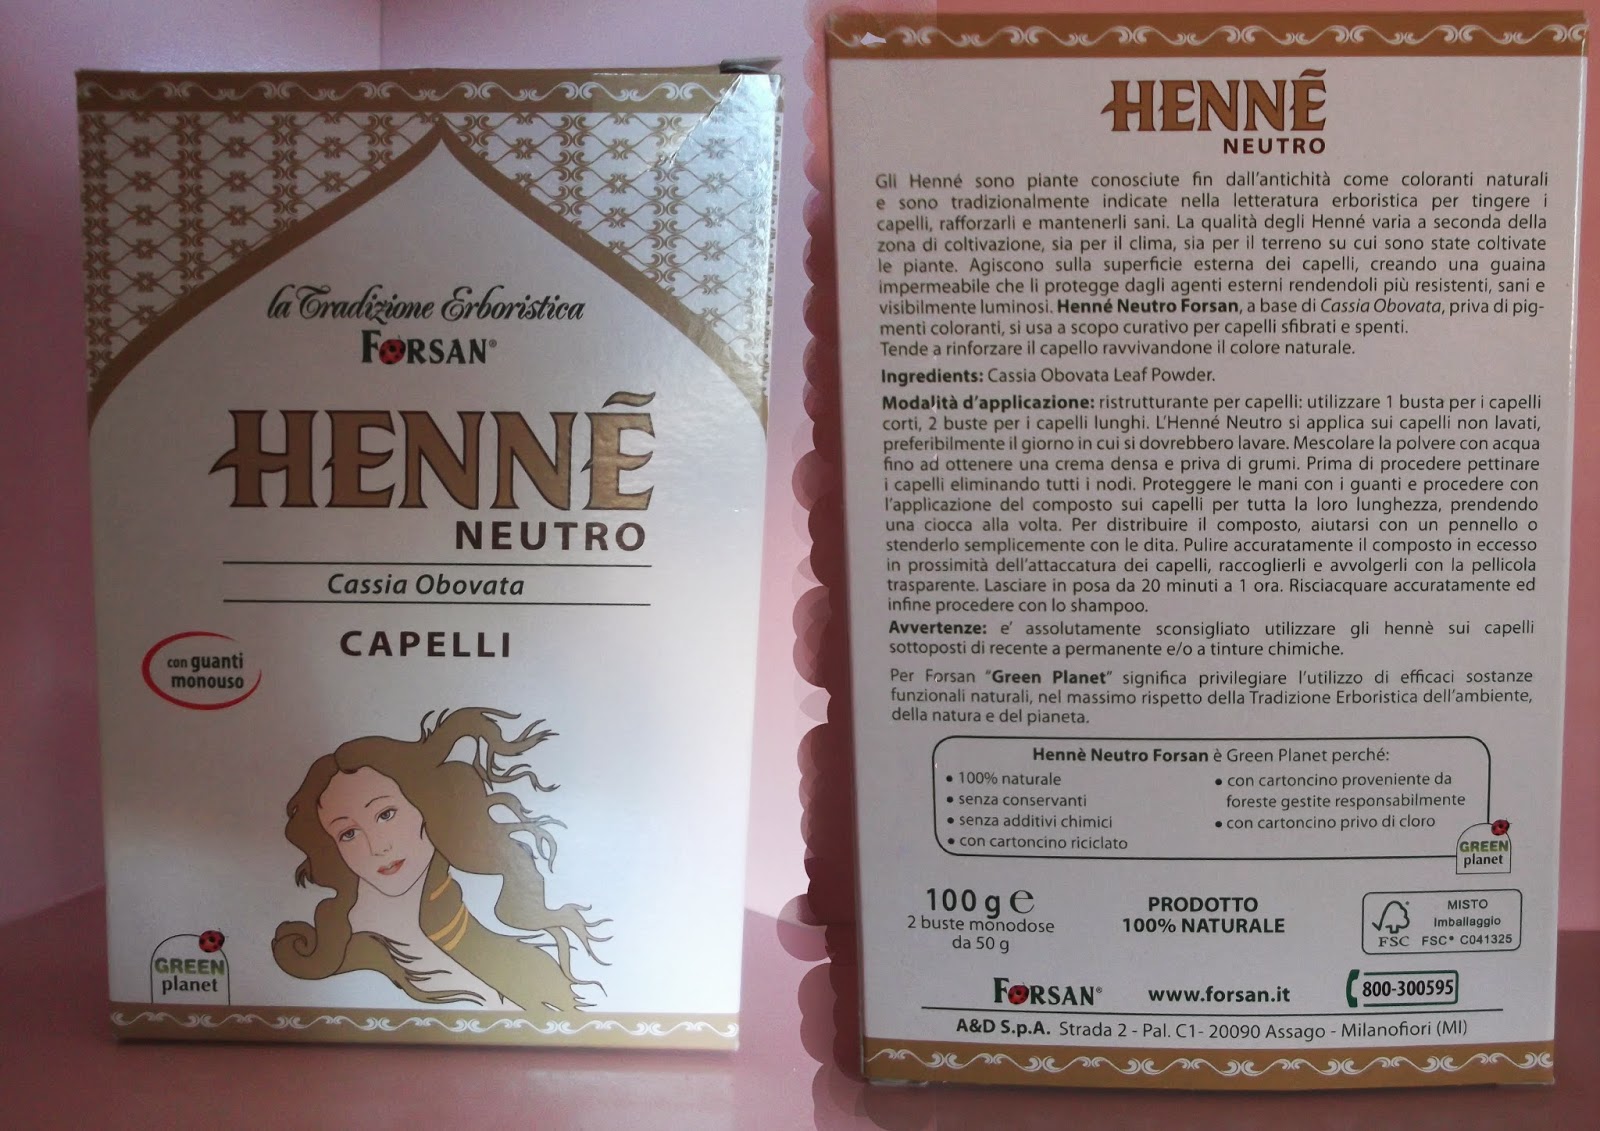 la Tradizione Erboristica
FORSAN®
HENNÉ
NEUTRO
Cassia Obovata
CAPELLI
con guanti
monouso
GREEN
planet
HENNÉ
NEUTRO
Gli Henné sono piante conosciute fin dall'antichità come coloranti naturali
e sono tradizionalmente indicate nella letteratura erboristica per tingere i
capelli, rafforzarli e mantenerli sani. La qualità degli Henné varia a seconda della
zona di coltivazione, sia per il clima, sia per il terreno su cui sono state coltivate
le piante. Agiscono sulla superficie esterna dei capelli, creando una guaina
impermeabile che li protegge dagli agenti esterni rendendoli più resistenti, sani e
visibilmente luminosi. Henné Neutro Forsan, a base di Cassia Obovata, priva di pig-
menti coloranti, si usa a scopo curativo per capelli sfibrati e spenti.
Tende a rinforzare il capello ravvivandone il colore naturale.
Ingredients: Cassia Obovata Leaf Powder.
Modalità d'applicazione: ristrutturante per capelli: utilizzare 1 busta per i capelli
corti, 2 buste per i capelli lunghi. L'Henné Neutro si applica sui capelli non lavati,
preferibilmente il giorno in cui si dovrebbero lavare. Mescolare la polvere con acqua
fino ad ottenere una crema densa e priva di grumi. Prima di procedere pettinare
i capelli eliminando tutti i nodi. Proteggere le mani con i guanti e procedere con
l'applicazione del composto sui capelli per tutta la loro lunghezza, prendendo
una ciocca alla volta. Per distribuire il composto, aiutarsi con un pennello o
stenderlo semplicemente con le dita. Pulire accuratamente il composto in eccesso
in prossimità dell'attaccatura dei capelli, raccoglierli e avvolgerli con la pellicola
trasparente. Lasciare in posa da 20 minuti a 1 ora. Risciacquare accuratamente ed
infine procedere con lo shampoo.
Avvertenze: e' assolutamente sconsigliato utilizzare gli hennè sui capelli
sottoposti di recente a permanente e/o a tinture chimiche.
Per Forsan "Green Planet" significa privilegiare l'utilizzo di efficaci sostanze
funzionali naturali, nel massimo rispetto della Tradizione Erboristica dell'ambiente,
della natura e del pianeta.
Hennè Neutro Forsan è Green Planet perché:
• 100% naturale
• senza conservanti
• senza additivi chimici
• con cartoncino riciclato
• con cartoncino proveniente da
foreste gestite responsabilmente
• con cartoncino privo di cloro
GREEN
planet
100 g e
2 buste monodose
da 50 g
PRODOTTO
100% NATURALE
FSC
MISTO
Imballaggio
FSC® C041325
FORSAN®
www.forsan.it
800-300595
A&D S.p.A. Strada 2 - Pal. C1- 20090 Assago - Milanofiori (MI)